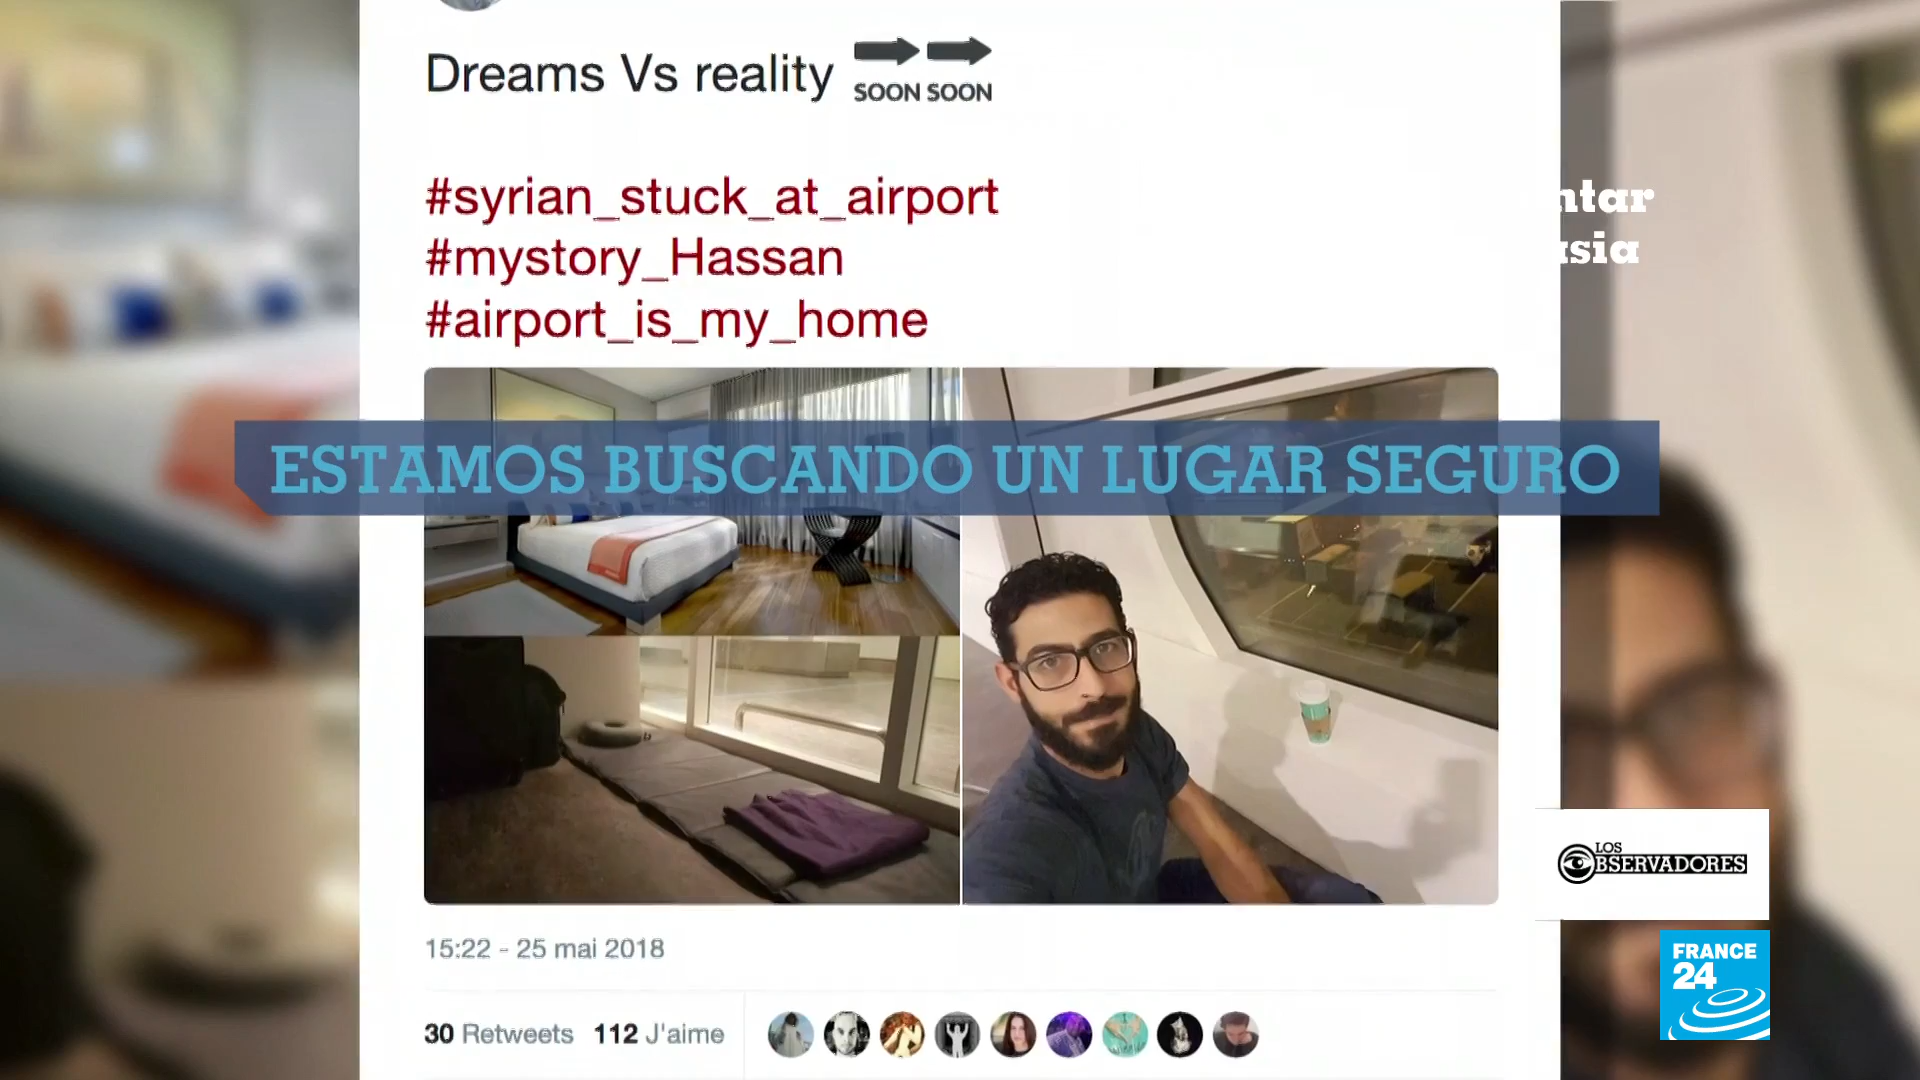 Dreams Vs reality
SOON SOON
#syrian_stuck_at_airport
#mystory_Hassan
#airport_is_my_home
ESTAMOS BUSCANDO UN LUGAR SEGURO
15:22 - 25 mai 2018
30 Retweets 112 J'aime
LOS
OBSERVADORES
FRANCE
24